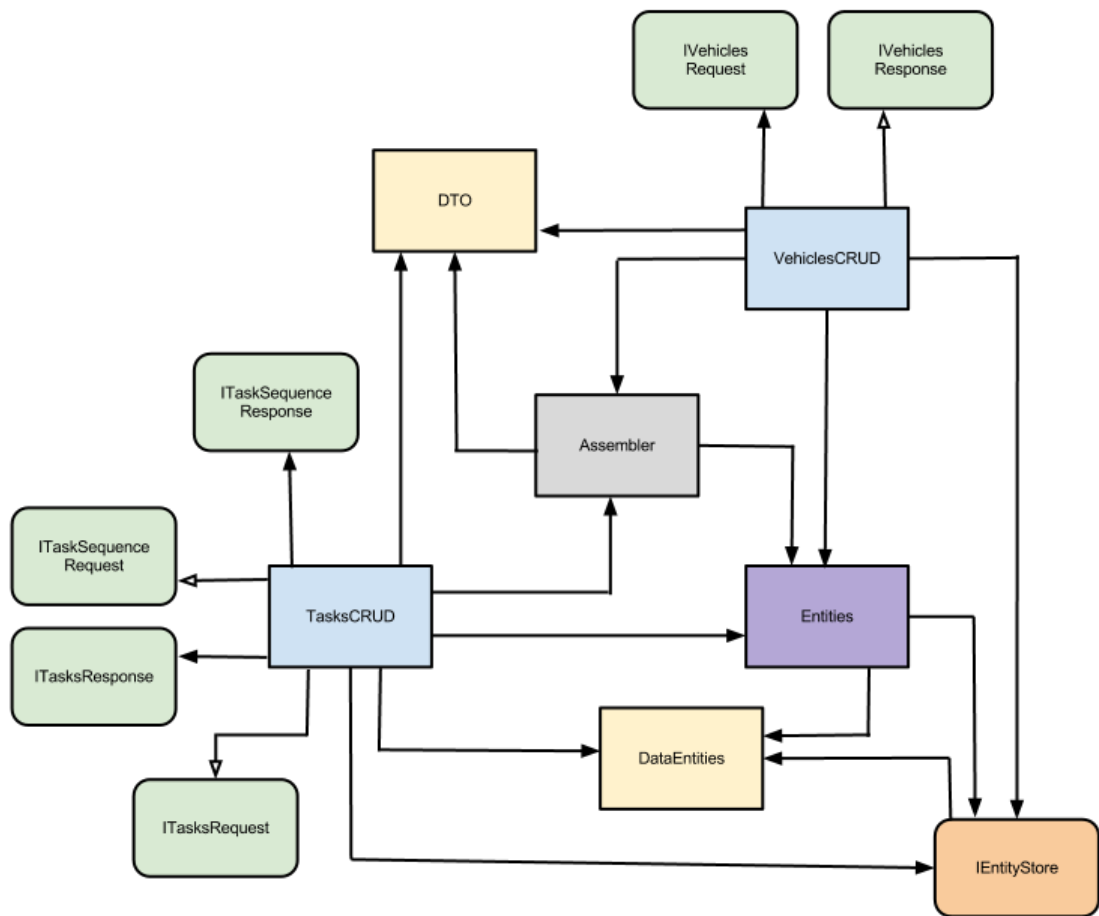 IVehicles
Request
IVehicles
Response
DTO
VehiclesCRUD
ITaskSequence
Response
Assembler
ITaskSequence
Request
TasksCRUD
Entities
ITasksResponse
DataEntities
ITasksRequest
IEntityStore